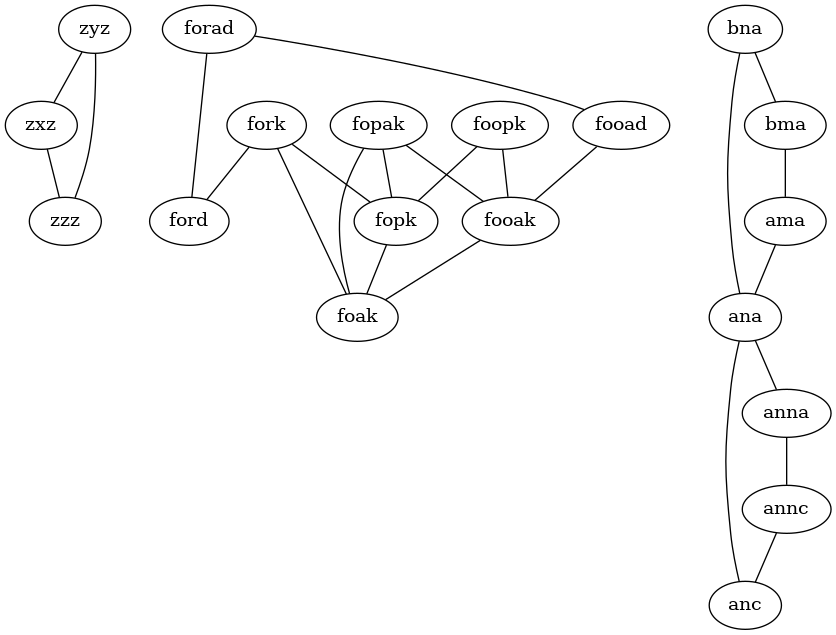 zyz
forad
bna
zxz
fork
fopak
foopk
fooad
bma
zzz
ford
fopk
fooak
ama
foak
ana
anna
annc
anc